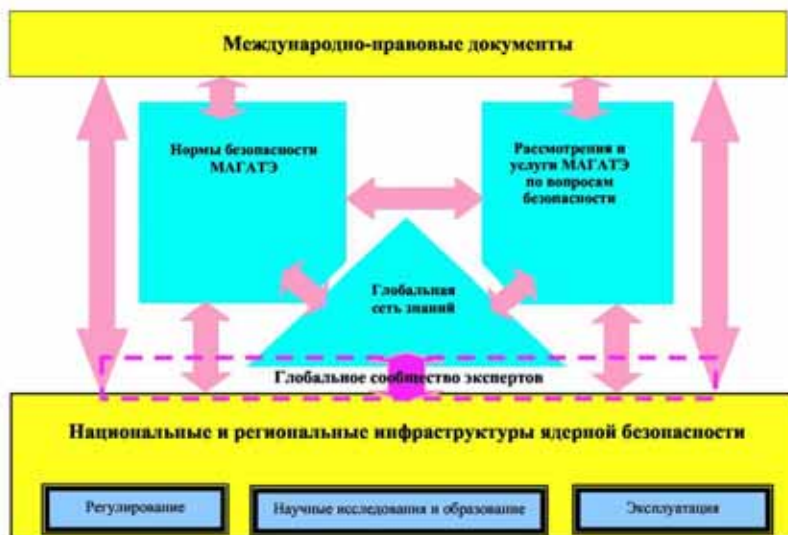 Международно-правовые документы
Нормы безопасности
МАГАТЭ
Рассмотрения и
услуги МАГАТЭ
по вопросам
безопасности
Глобальная
сеть знаний
Глобальное сообщество экспертов
Национальные и региональные инфраструктуры ядерной безопасности
Регулирование
Научные исследования и образование
Эксплуатация